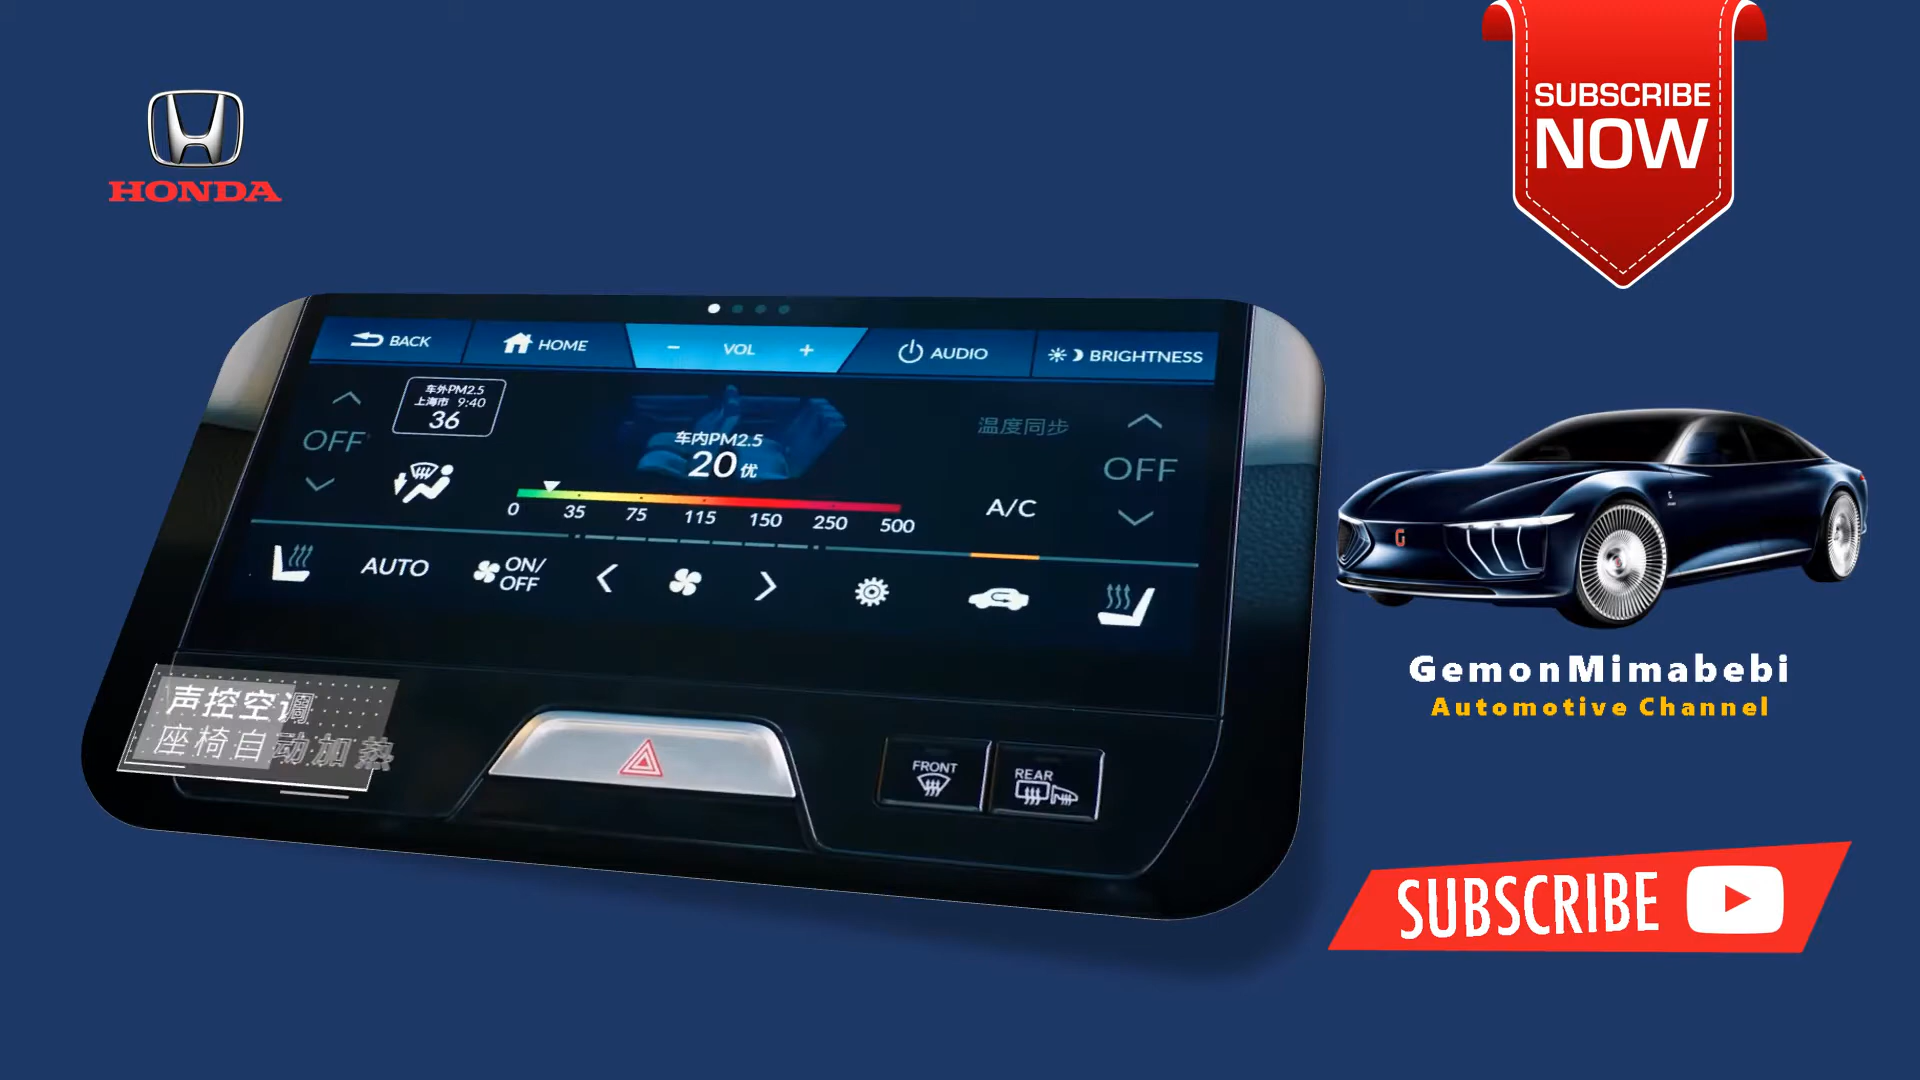 SUBSCRIBE
NOW
HONDA
BACK
HOME
- VOL +
AUDIO
BRIGHTNESS
车外PM2.5
上海市 9:40
36
OFF
车内PM2.5
20优
温度同步
OFF
A/C
0 35 75 115 150 250 500
AUTO
ON/
OFF
声控空调
座椅自动加热
FRONT
REAR
G
GemonMimabebi
Automotive Channel
SUBSCRIBE